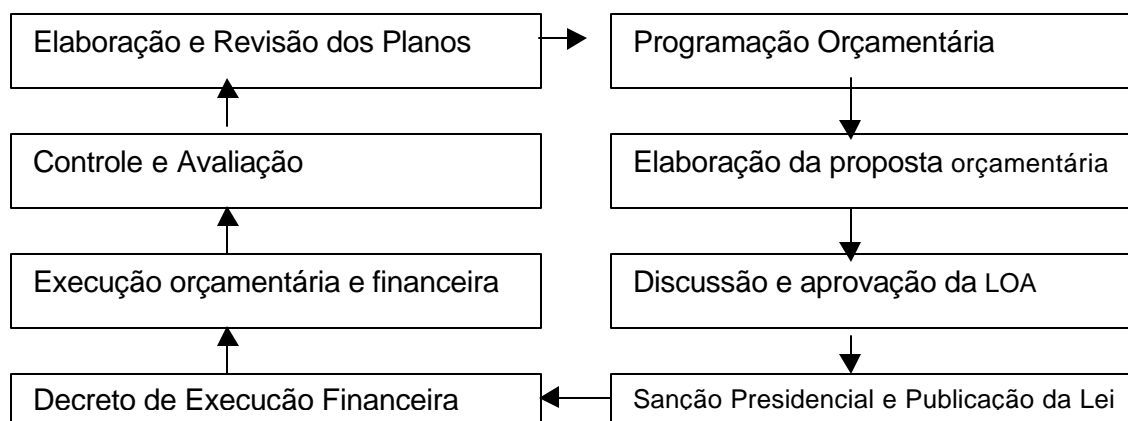 Elaboração e Revisão dos Planos
Programação Orçamentária
Controle e Avaliação
Elaboração da proposta orçamentária
Execução orçamentária e financeira
Discussão e aprovação da LOA
Decreto de Execução Financeira
Sanção Presidencial e Publicação da Lei